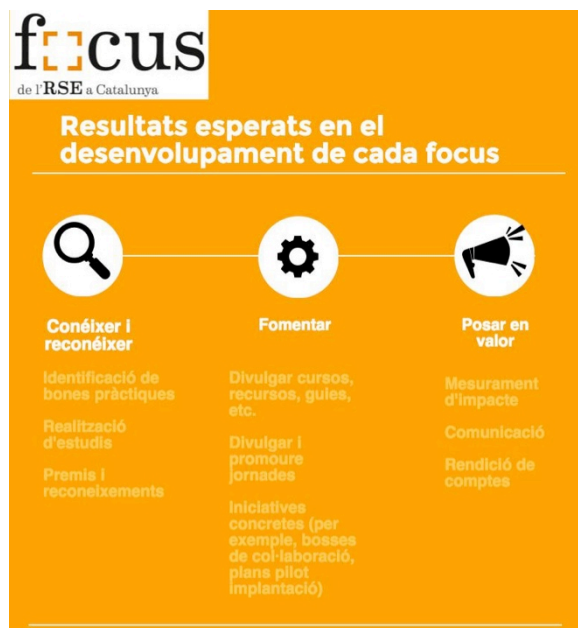 focus
de l'RSE a Catalunya
Resultats esperats en el
desenvolupament de cada focus
Conéixer i
reconéixer
Identificació de
bones pràctiques
Realització
d'estudis
Premis i
reconeixements
Fomentar
Divulgar cursos,
recursos, guies,
etc.
Divulgar i
promoure
jornades
Iniciatives
concretes (per
exemple, bosses
de col·laboració,
plans pilot
implantació)
Posar en
valor
Mesurament
d'impacte
Comunicació
Rendició de
comptes